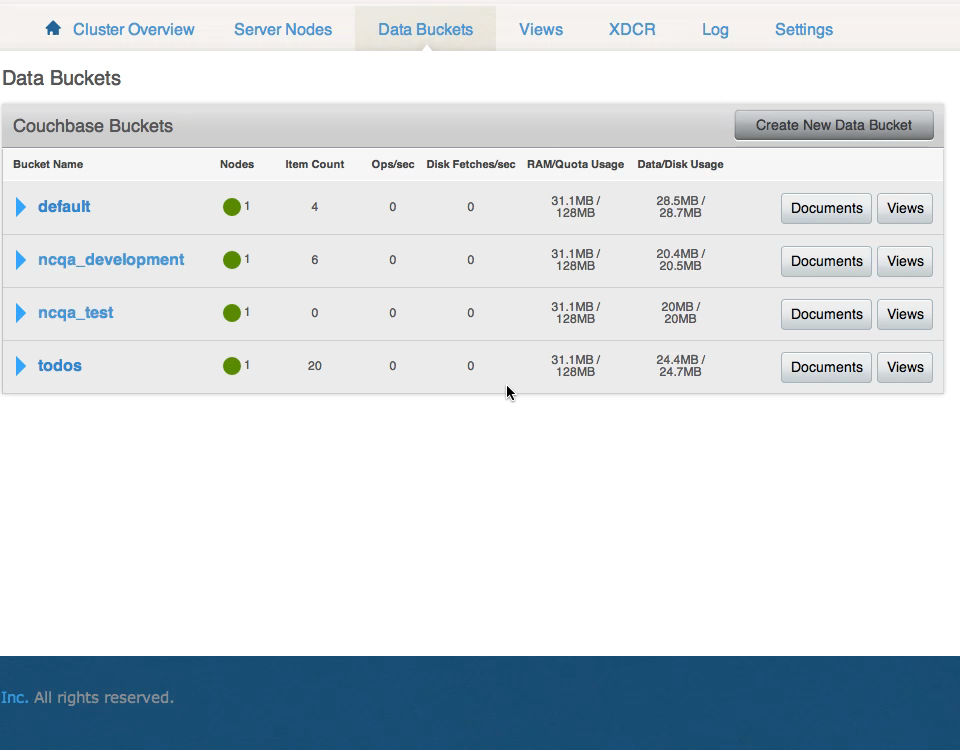 Cluster Overview Server Nodes Data Buckets Views XDCR Log Settings
Data Buckets
Couchbase Buckets Create New Data Bucket
Bucket Name Nodes Item Count Ops/sec Disk Fetches/sec RAM/Quota Usage Data/Disk Usage
default 1 4 0 0 31.1MB / 128MB 28.5MB / 28.7MB Documents Views
ncqa_development 1 6 0 0 31.1MB / 128MB 20.4MB / 20.5MB Documents Views
ncqa_test 1 0 0 0 31.1MB / 128MB 20MB / 20MB Documents Views
todos 1 20 0 0 31.1MB / 128MB 24.4MB / 24.7MB Documents Views
Inc. All rights reserved.